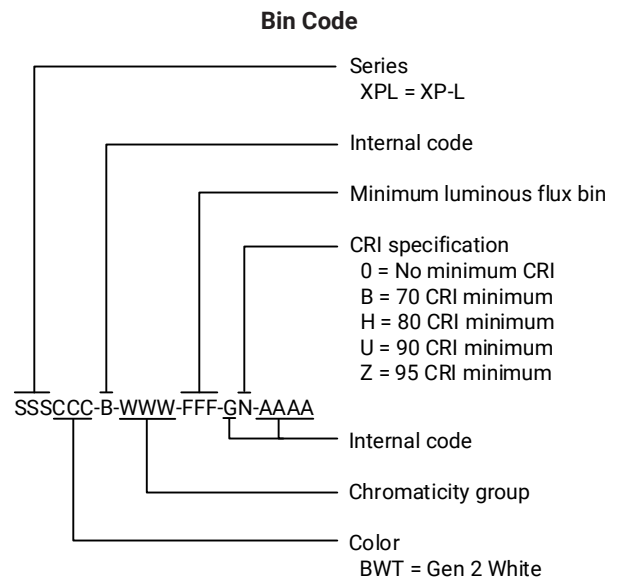 Bin Code
Series
XPL = XP-L
Internal code
Minimum luminous flux bin
CRI specification
0 = No minimum CRI
B = 70 CRI minimum
H = 80 CRI minimum
U = 90 CRI minimum
Z = 95 CRI minimum
SSSCCC-B-WWW-FFF-GN-AAAA
Internal code
Chromaticity group
Color
BWT = Gen 2 White